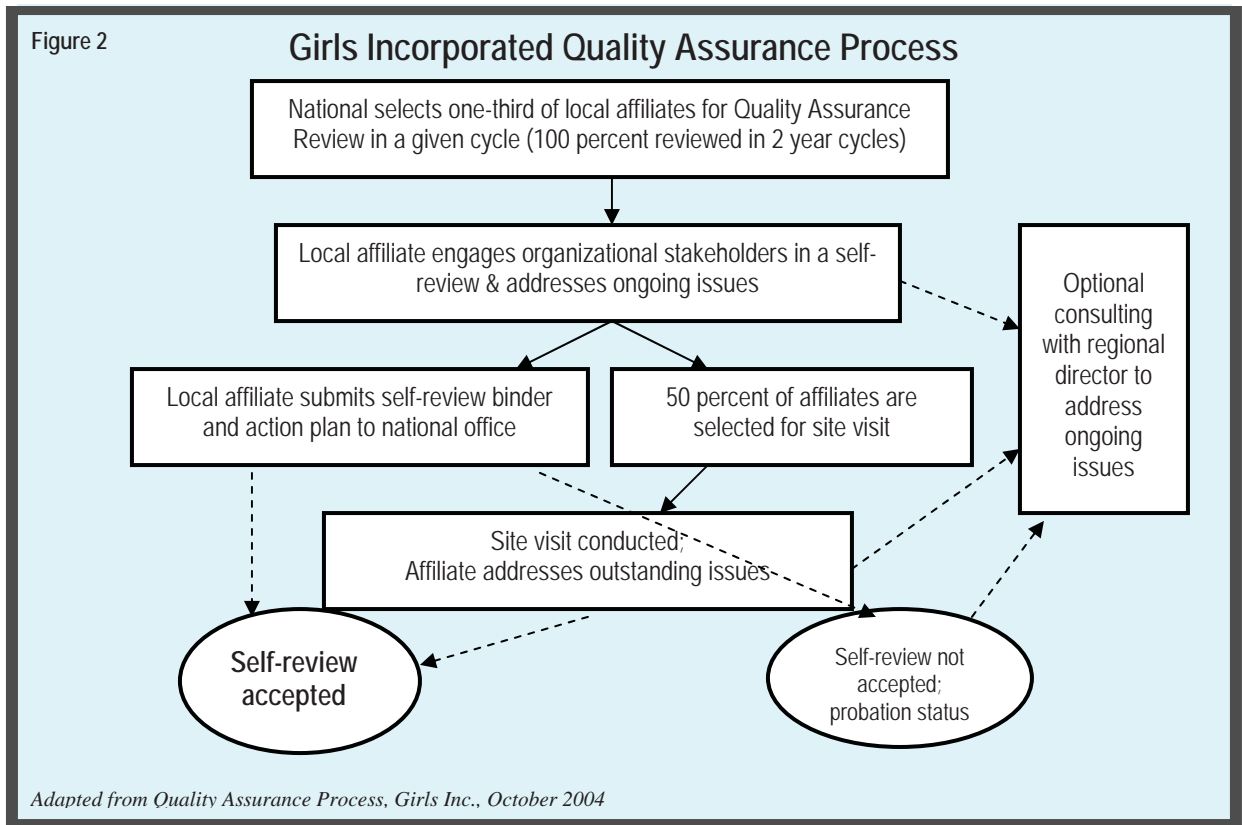 Figure 2
Girls Incorporated Quality Assurance Process
National selects one-third of local affiliates for Quality Assurance
Review in a given cycle (100 percent reviewed in 2 year cycles)
Local affiliate engages organizational stakeholders in a self-
review & addresses ongoing issues
Optional
consulting
with regional
director to
address
ongoing
issues
Local affiliate submits self-review binder
and action plan to national office
50 percent of affiliates are
selected for site visit
Site visit conducted;
Affiliate addresses outstanding issues
Self-review
accepted
Self-review not
accepted;
probation status
Adapted from Quality Assurance Process, Girls Inc., October 2004